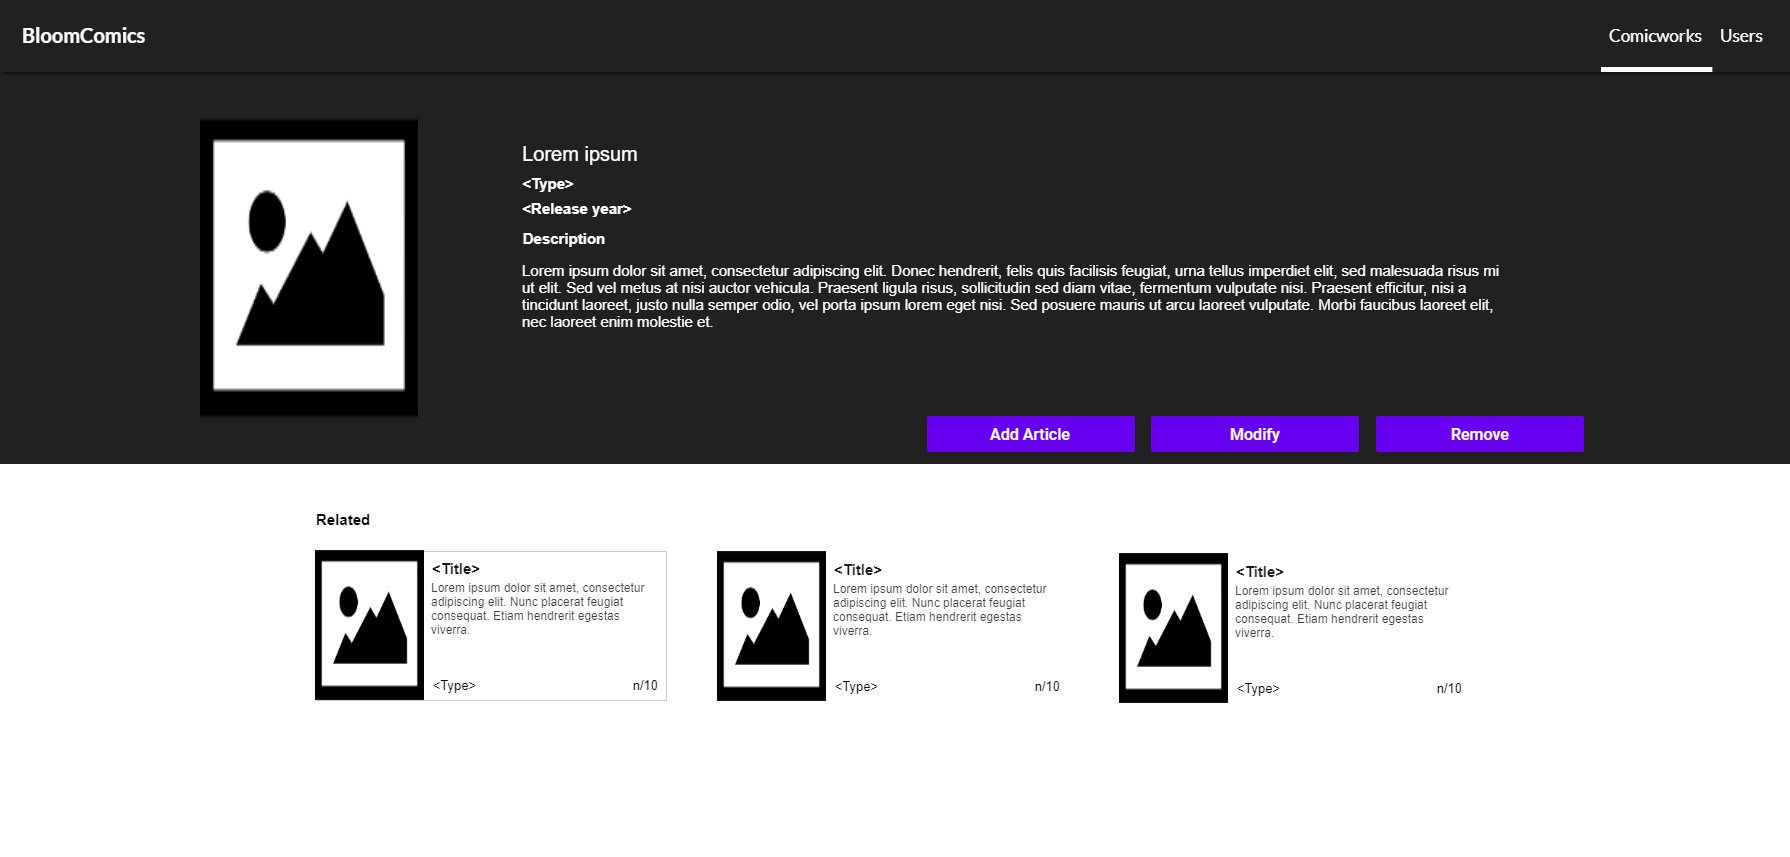 BloomComics
Comicworks Users
Lorem ipsum
<Type>
<Release year>
Description
Lorem ipsum dolor sit amet, consectetur adipiscing elit. Donec hendrerit, felis quis facilisis feugiat, urna tellus imperdiet elit, sed malesuada risus mi
ut elit. Sed vel metus at nisi auctor vehicula. Praesent ligula risus, sollicitudin sed diam vitae, fermentum vulputate nisi. Praesent efficitur, nisi a
tincidunt laoreet, justo nulla semper odio, vel porta ipsum lorem eget nisi. Sed posuere mauris ut arcu laoreet vulputate. Morbi faucibus laoreet elit,
nec laoreet enim molestie et.
Add Article
Modify
Remove
Related
<Title>
Lorem ipsum dolor sit amet, consectetur
adipiscing elit. Nunc placerat feugiat
consequat. Etiam hendrerit egestas
viverra.
<Type>
n/10
<Title>
Lorem ipsum dolor sit amet, consectetur
adipiscing elit. Nunc placerat feugiat
consequat. Etiam hendrerit egestas
viverra.
<Type>
n/10
<Title>
Lorem ipsum dolor sit amet, consectetur
adipiscing elit. Nunc placerat feugiat
consequat. Etiam hendrerit egestas
viverra.
<Type>
n/10